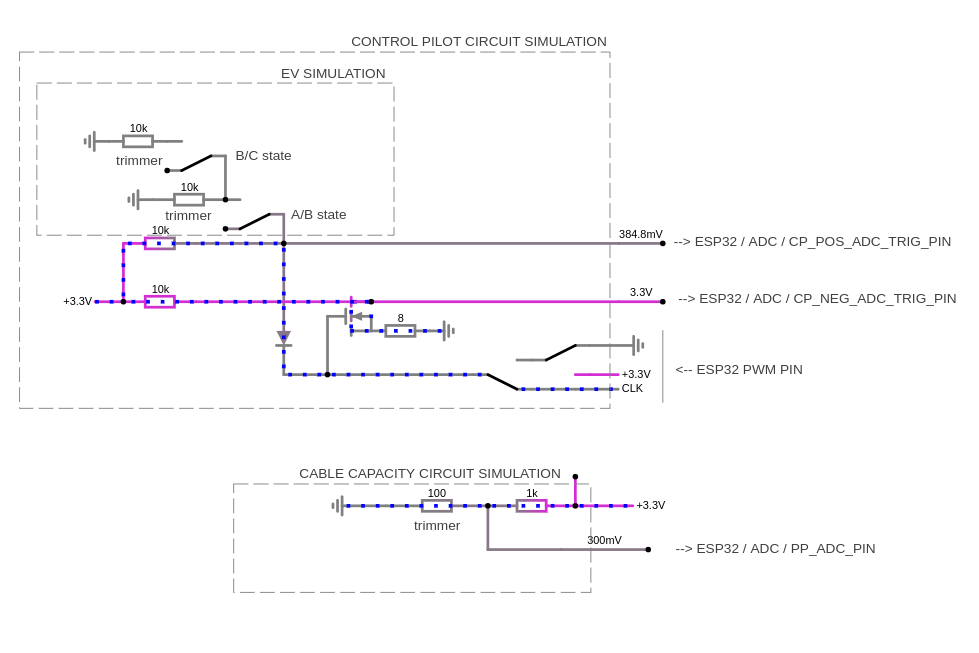 CONTROL PILOT CIRCUIT SIMULATION
EV SIMULATION
10k
trimmer
B/C state
10k
trimmer
A/B state
10k
384.8mV
--> ESP32 / ADC / CP_POS_ADC_TRIG_PIN
10k
+3.3V
3.3V
--> ESP32 / ADC / CP_NEG_ADC_TRIG_PIN
8
+3.3V
<-- ESP32 PWM PIN
CLK
CABLE CAPACITY CIRCUIT SIMULATION
100
1k
+3.3V
trimmer
300mV
--> ESP32 / ADC / PP_ADC_PIN